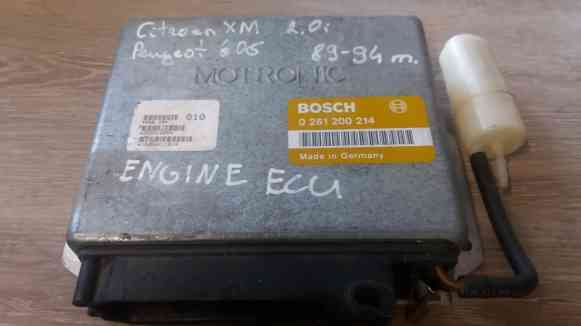 Citroen XM 2.0i
Peugeot 605 89-94 m.
MOTRONIC
010
BOSCH
0 261 200 214
Made in Germany
ENGINE ECU